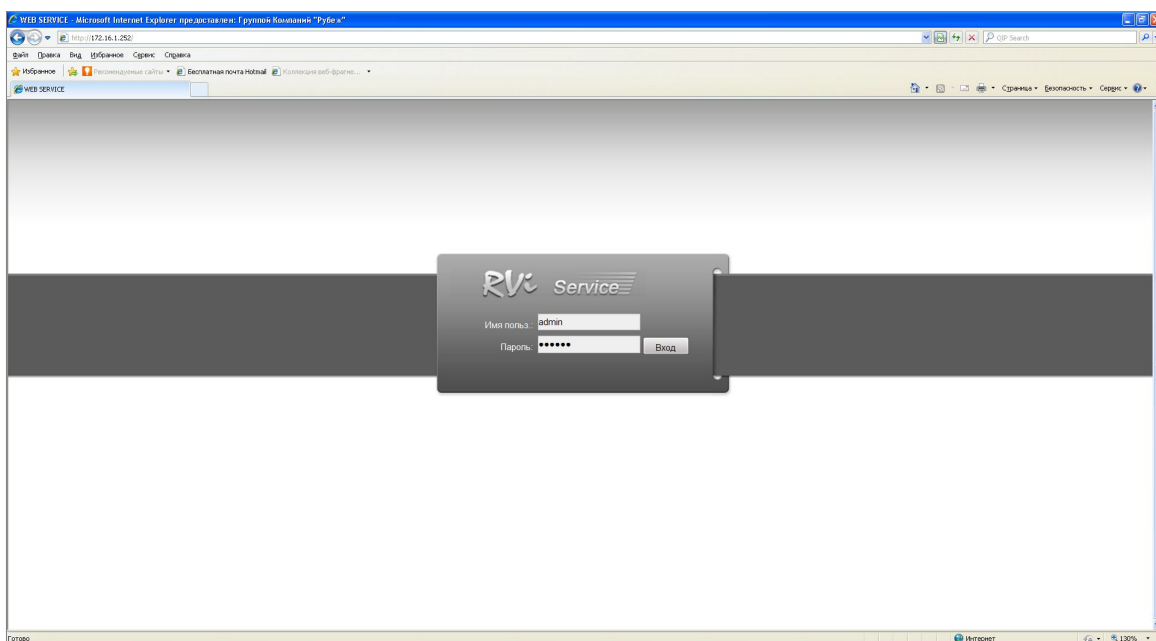 WEB SERVICE - Microsoft Internet Explorer предоставлен: Группой Компаний "Рубеж"
http://172.16.1.252/
QIP Search
Файл Правка Вид Избранное Сервис Справка
Избранное Рекомендуемые сайты Бесплатная почта Hotmail Коллекция веб-фрагме...
WEB SERVICE
Страница Безопасность Сервис
RVi Service
Имя польз.: admin
Пароль: ●●●●●● Вход
Готово Интернет 130%